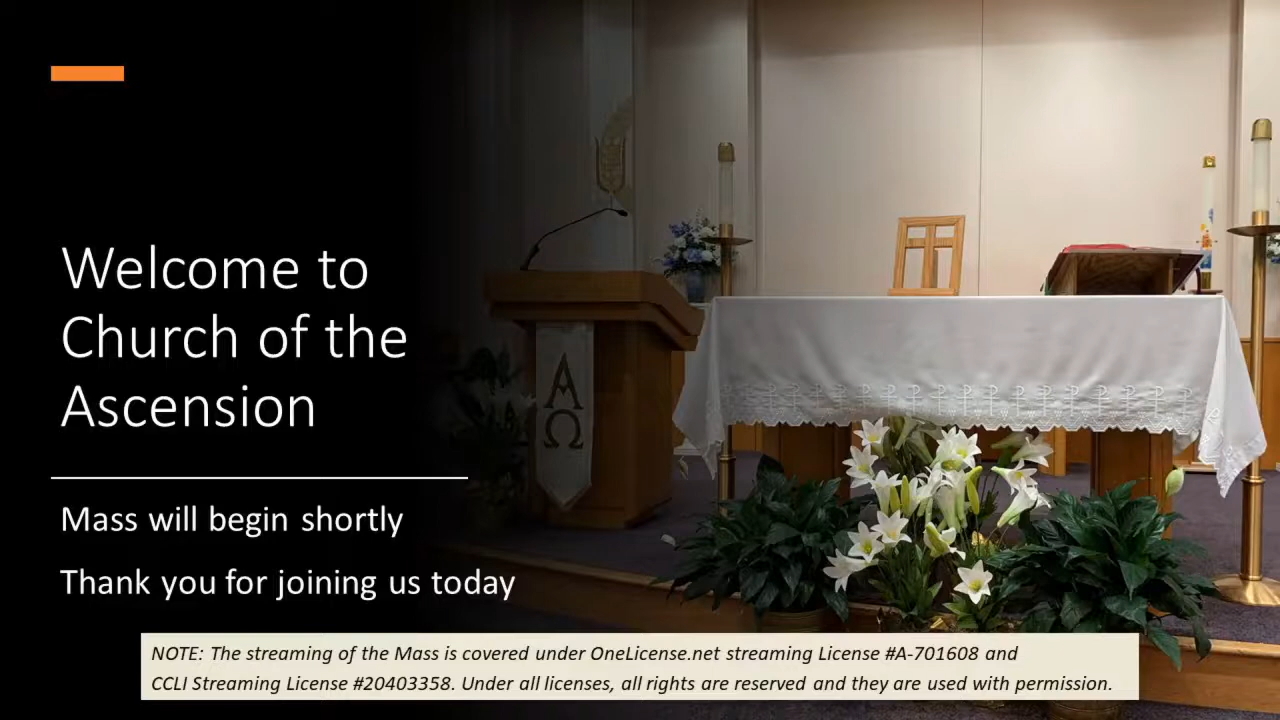 Welcome to
Church of the
Ascension
Mass will begin shortly
Thank you for joining us today
Α
Ω
NOTE: The streaming of the Mass is covered under OneLicense.net streaming License #A-701608 and
CCLI Streaming License #20403358. Under all licenses, all rights are reserved and they are used with permission.